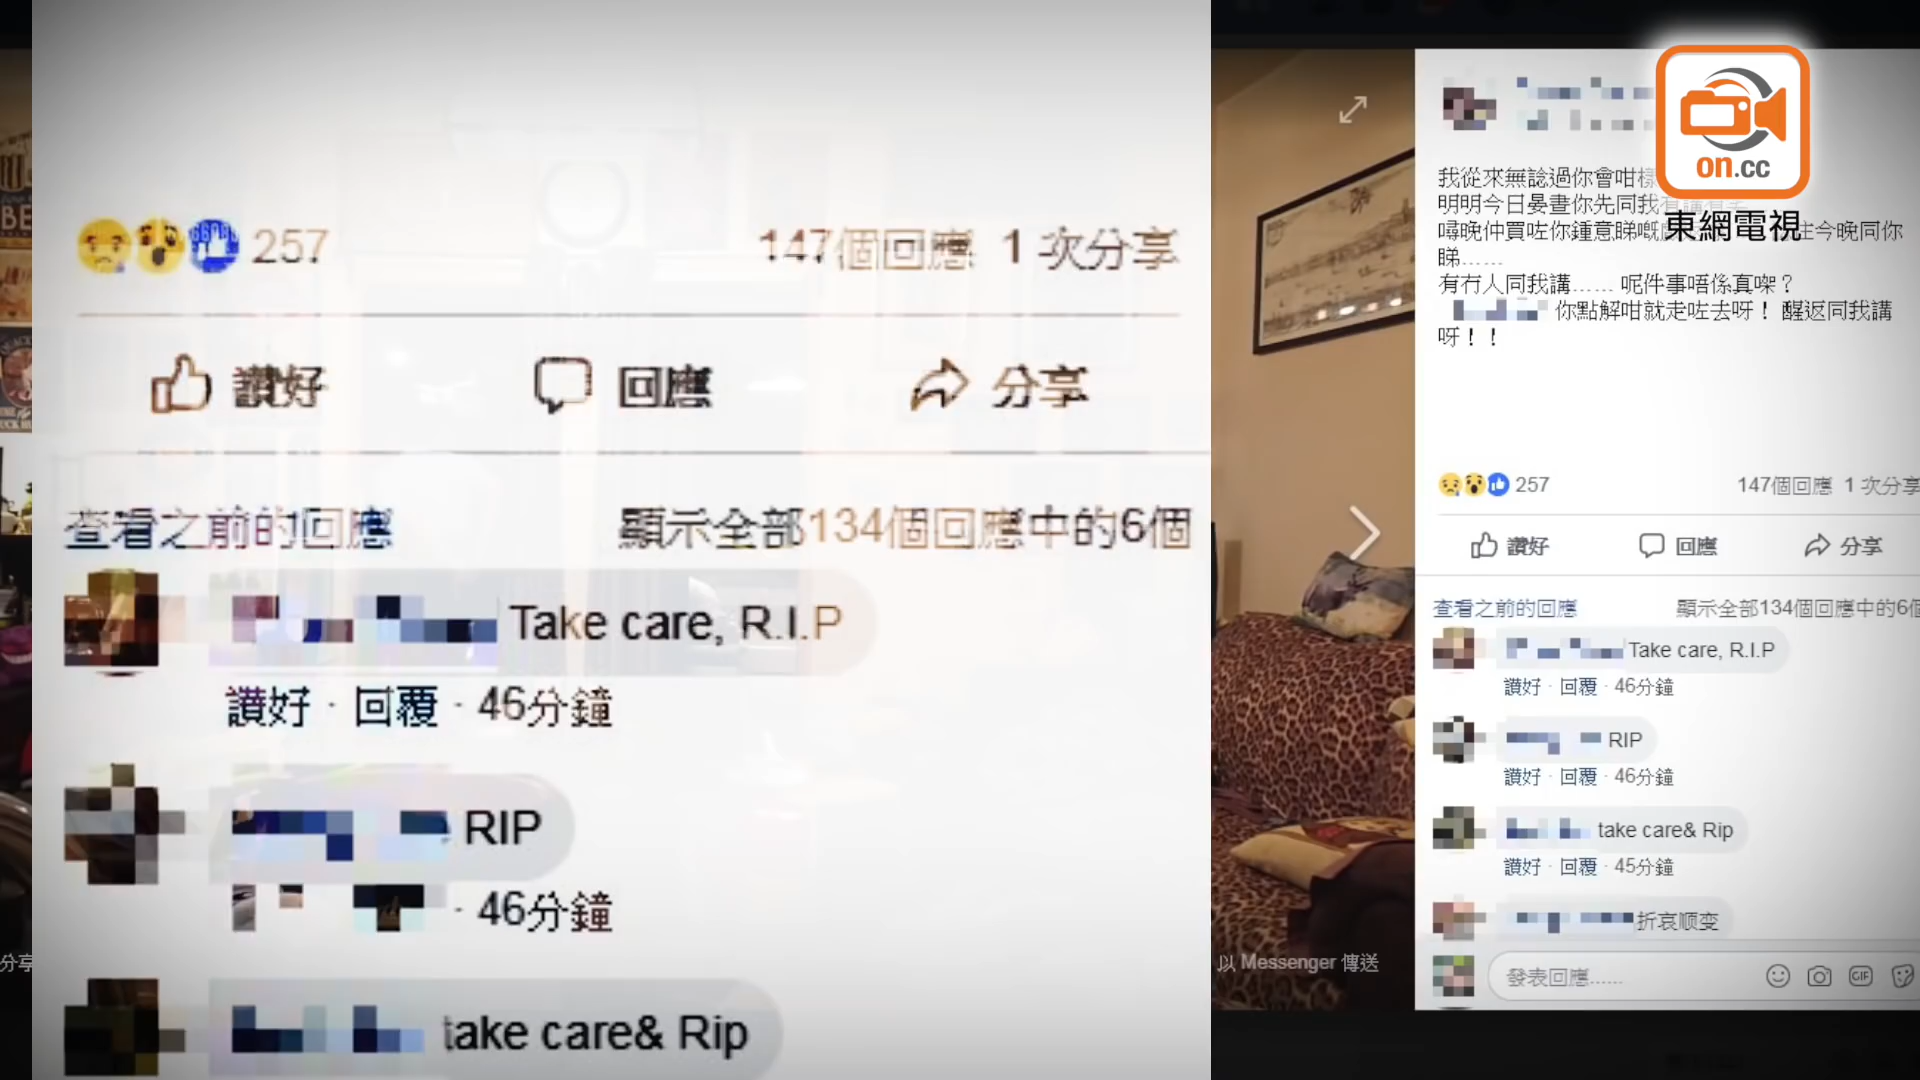 257
147個回應 1 次分享
讚好 回應 分享
查看之前的回應 顯示全部134個回應中的6個
Take care, R.I.P
讚好 · 回覆 · 46分鐘
RIP
· 46分鐘
take care& Rip
分享
on.cc
東網電視
我從來無諗過你會咁樣
明明今日晏晝你先同我
噚晚仲買咗你鍾意睇嘅 今晚同你
睇……
有冇人同我講…… 呢件事唔係真㗎？
你點解咁就走咗去呀！ 醒返同我講
呀！！
257 147個回應 1 次分享
讚好 回應 分享
查看之前的回應 顯示全部134個回應中的6個
Take care, R.I.P
讚好 · 回覆 · 46分鐘
RIP
讚好 · 回覆 · 46分鐘
take care& Rip
讚好 · 回覆 · 45分鐘
折哀顺变
發表回應……
GIF
以 Messenger 傳送